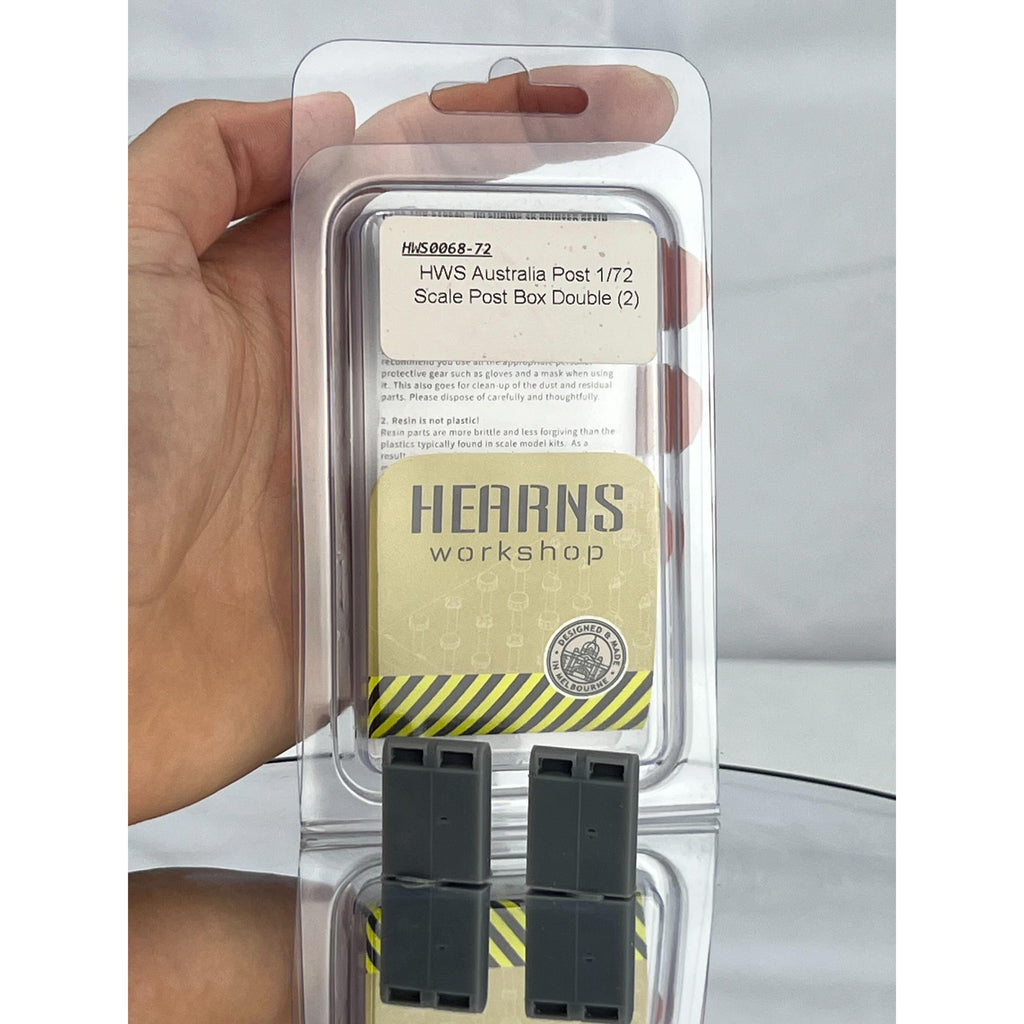 HWS0068-72
HWS Australia Post 1/72
Scale Post Box Double (2)
recommend you use all the appropriate personal
protective gear such as gloves and a mask when using
it. This also goes for clean-up of the dust and residual
parts. Please dispose of carefully and thoughtfully.
2. Resin is not plastic!
Resin parts are more brittle and less forgiving than the
plastics typically found in scale model kits. As a
result
HEARNS
workshop
DESIGNED & MADE
IN MELBOURNE